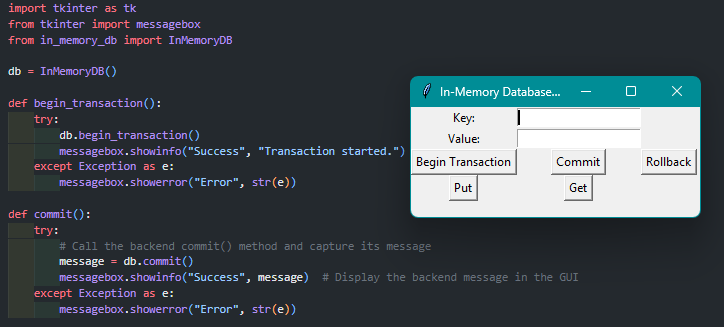 import tkinter as tk
from tkinter import messagebox
from in_memory_db import InMemoryDB
db = InMemoryDB()
def begin_transaction():
    try:
        db.begin_transaction()
        messagebox.showinfo("Success", "Transaction started.")
    except Exception as e:
        messagebox.showerror("Error", str(e))
def commit():
    try:
        # Call the backend commit() method and capture its message
        message = db.commit()
        messagebox.showinfo("Success", message)  # Display the backend message in the GUI
    except Exception as e:
        messagebox.showerror("Error", str(e))
In-Memory Database...
Key:
Value:
Begin Transaction Commit Rollback
Put Get